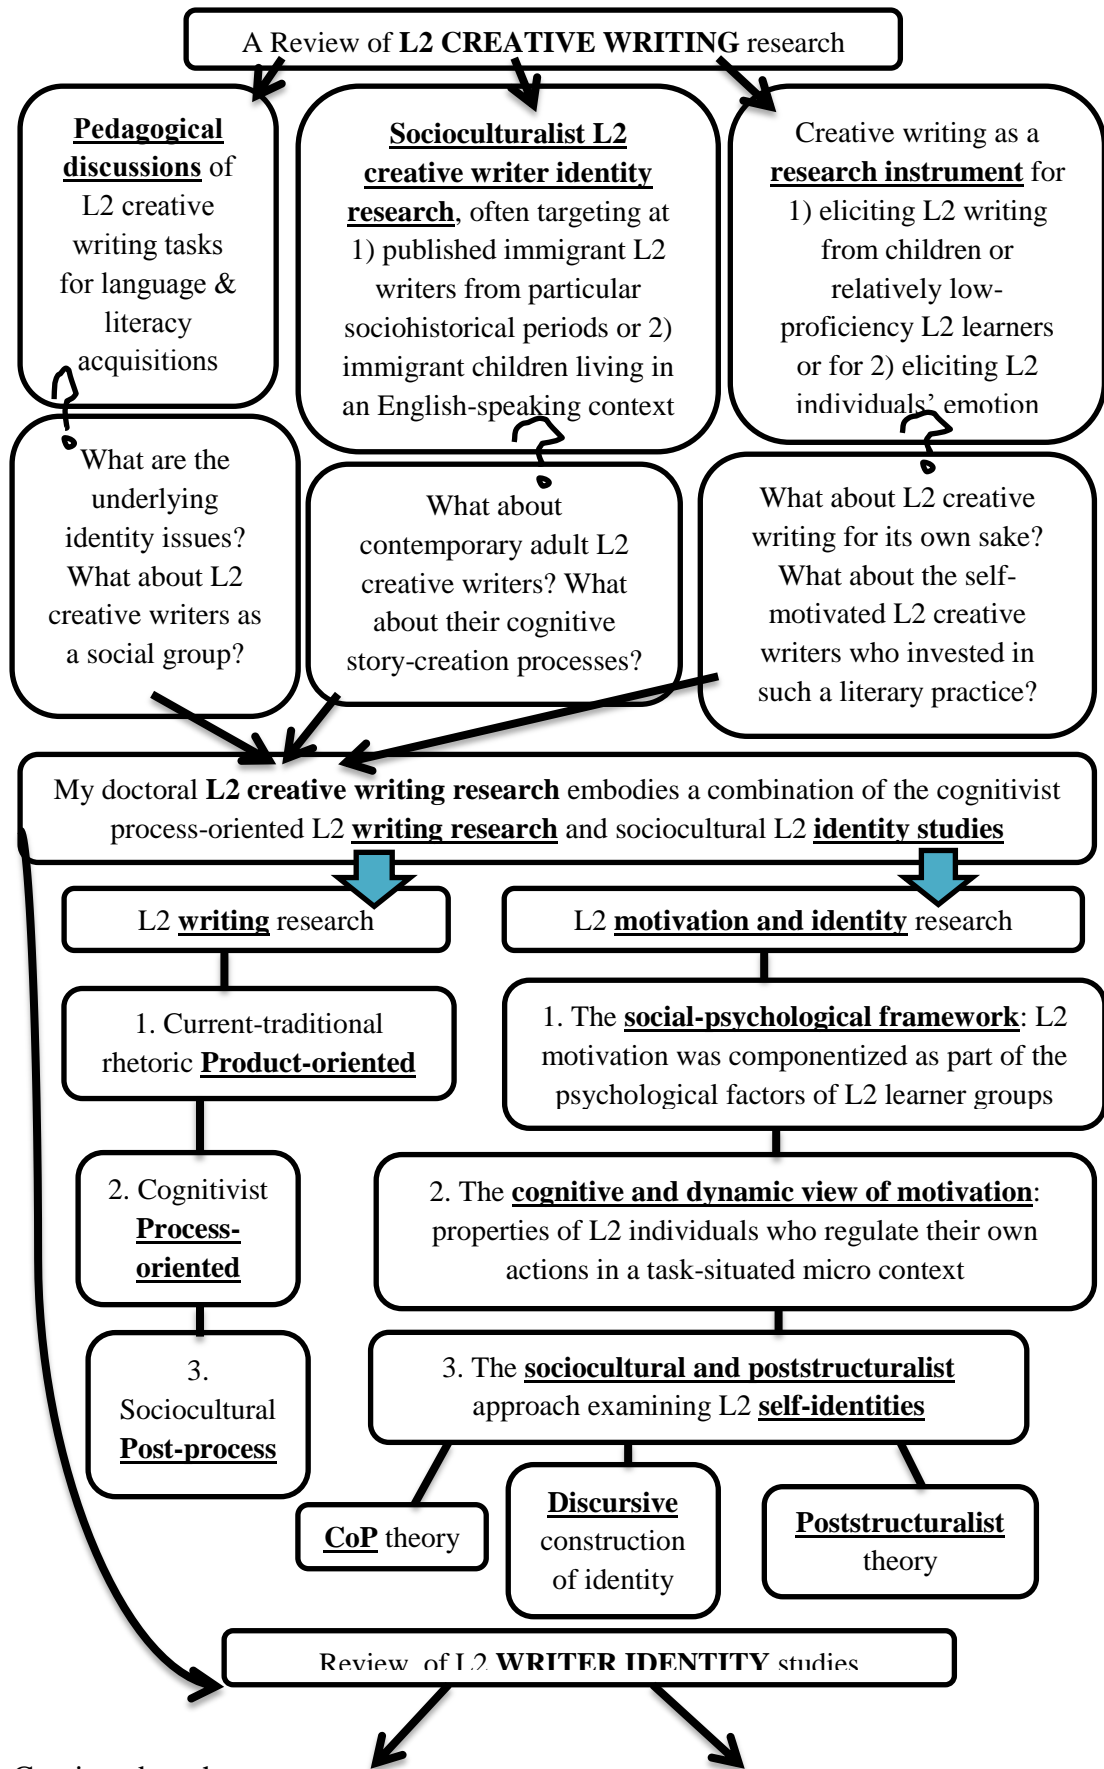 A Review of L2 CREATIVE WRITING research
Pedagogical
discussions of
L2 creative
writing tasks
for language &
literacy
acquisitions
Socioculturalist L2
creative writer identity
research, often targeting at
1) published immigrant L2
writers from particular
sociohistorical periods or 2)
immigrant children living in
an English-speaking context
Creative writing as a
research instrument for
1) eliciting L2 writing
from children or
relatively low-
proficiency L2 learners
or for 2) eliciting L2
individuals’ emotion
What are the
underlying
identity issues?
What about L2
creative writers as
a social group?
What about
contemporary adult L2
creative writers? What
about their cognitive
story-creation processes?
What about L2 creative
writing for its own sake?
What about the self-
motivated L2 creative
writers who invested in
such a literary practice?
My doctoral L2 creative writing research embodies a combination of the cognitivist
process-oriented L2 writing research and sociocultural L2 identity studies
L2 writing research
L2 motivation and identity research
1. Current-traditional
rhetoric Product-oriented
1. The social-psychological framework: L2
motivation was componentized as part of the
psychological factors of L2 learner groups
2. Cognitivist
Process-
oriented
2. The cognitive and dynamic view of motivation:
properties of L2 individuals who regulate their own
actions in a task-situated micro context
3.
Sociocultural
Post-process
3. The sociocultural and poststructuralist
approach examining L2 self-identities
CoP theory
Discursive
construction
of identity
Poststructuralist
theory
Review of L2 WRITER IDENTITY studies